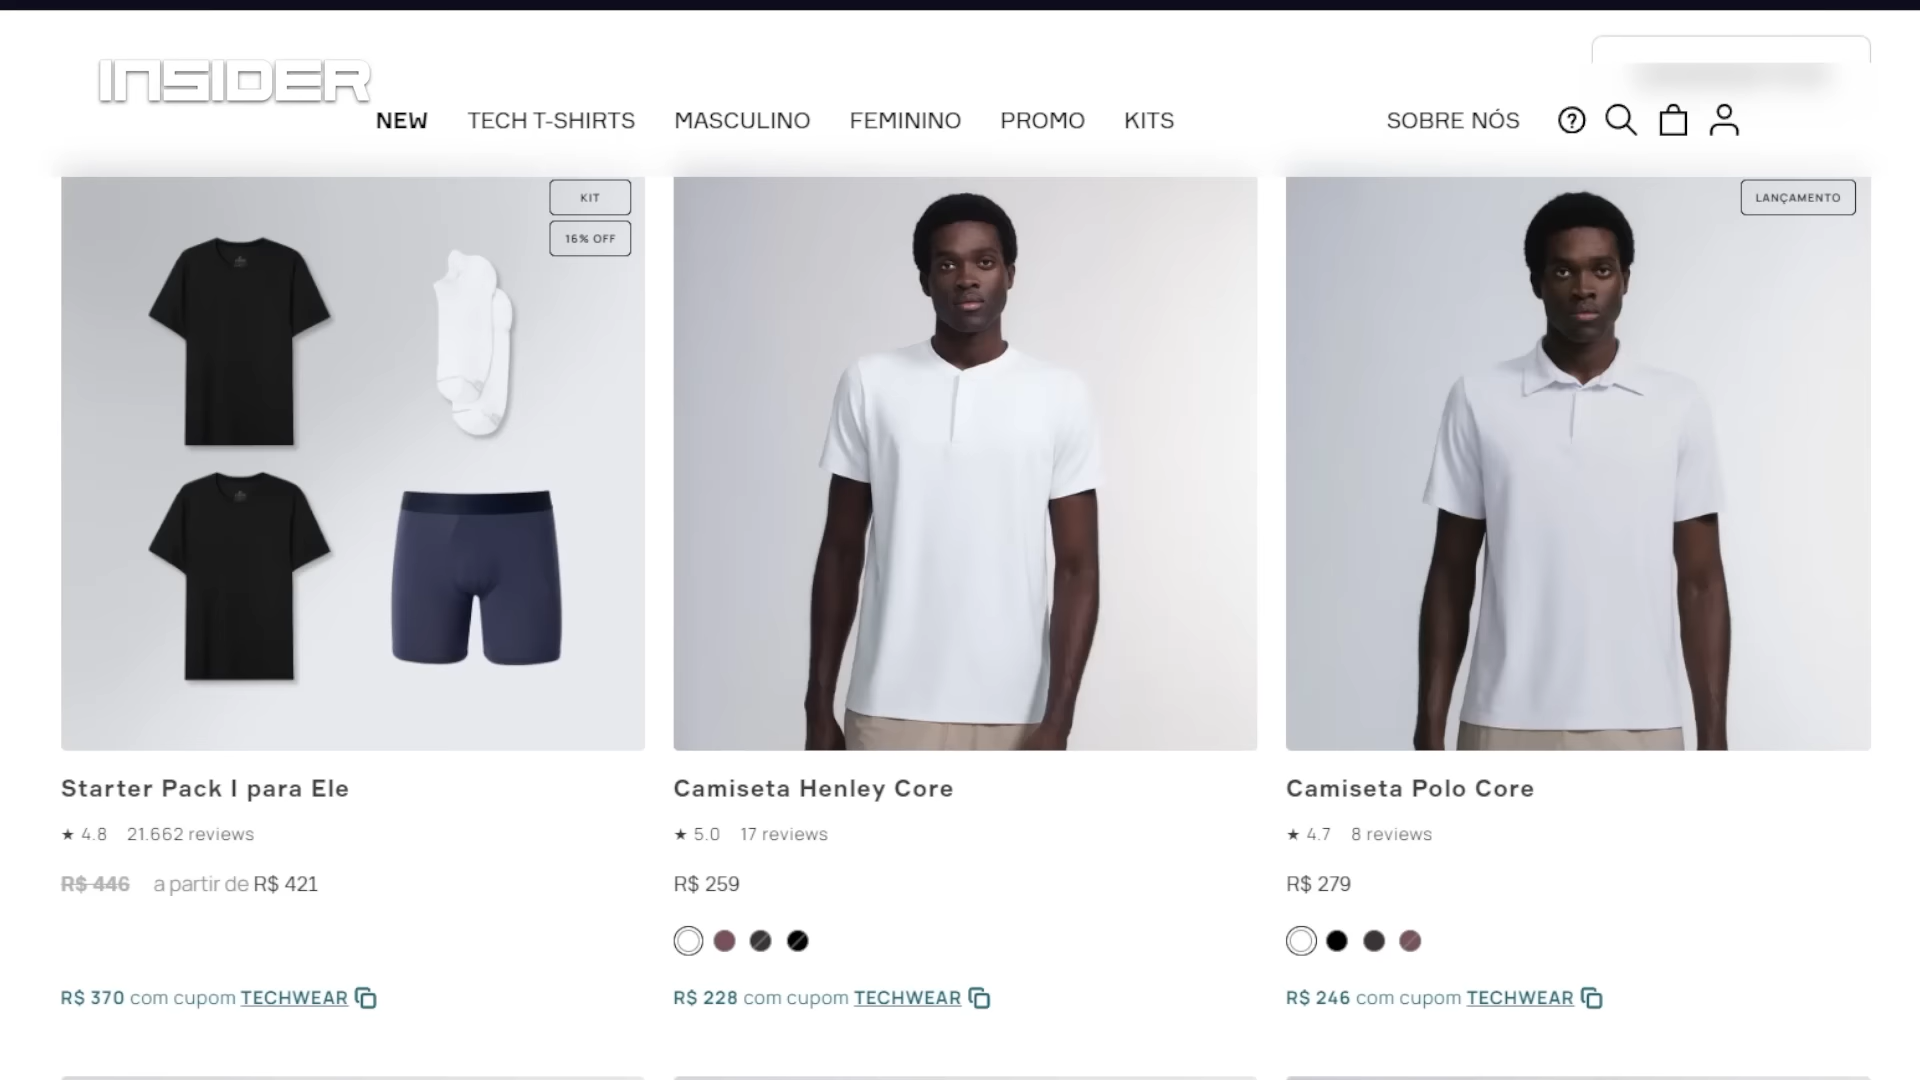 INSIDER
NEW TECH T-SHIRTS MASCULINO FEMININO PROMO KITS SOBRE NÓS
KIT
16% OFF
LANÇAMENTO
Starter Pack I para Ele
★ 4.8 21.662 reviews
R$ 446 a partir de R$ 421
R$ 370 com cupom TECHWEAR
Camiseta Henley Core
★ 5.0 17 reviews
R$ 259
R$ 228 com cupom TECHWEAR
Camiseta Polo Core
★ 4.7 8 reviews
R$ 279
R$ 246 com cupom TECHWEAR